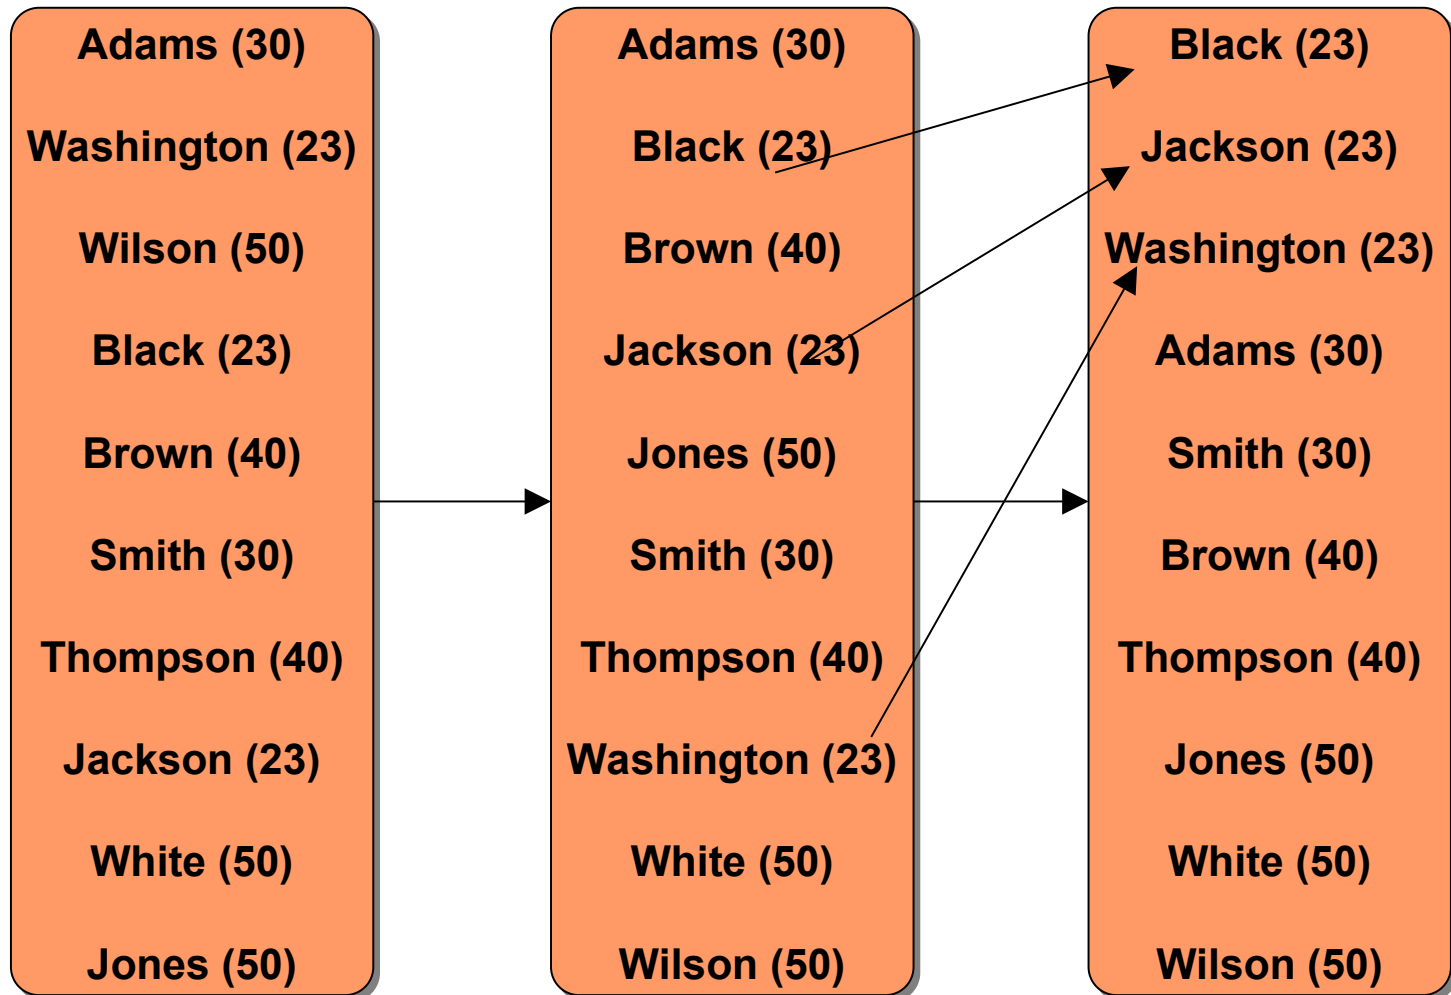 Adams (30)
Washington (23)
Wilson (50)
Black (23)
Brown (40)
Smith (30)
Thompson (40)
Jackson (23)
White (50)
Jones (50)
Adams (30)
Black (23)
Brown (40)
Jackson (23)
Jones (50)
Smith (30)
Thompson (40)
Washington (23)
White (50)
Wilson (50)
Black (23)
Jackson (23)
Washington (23)
Adams (30)
Smith (30)
Brown (40)
Thompson (40)
Jones (50)
White (50)
Wilson (50)